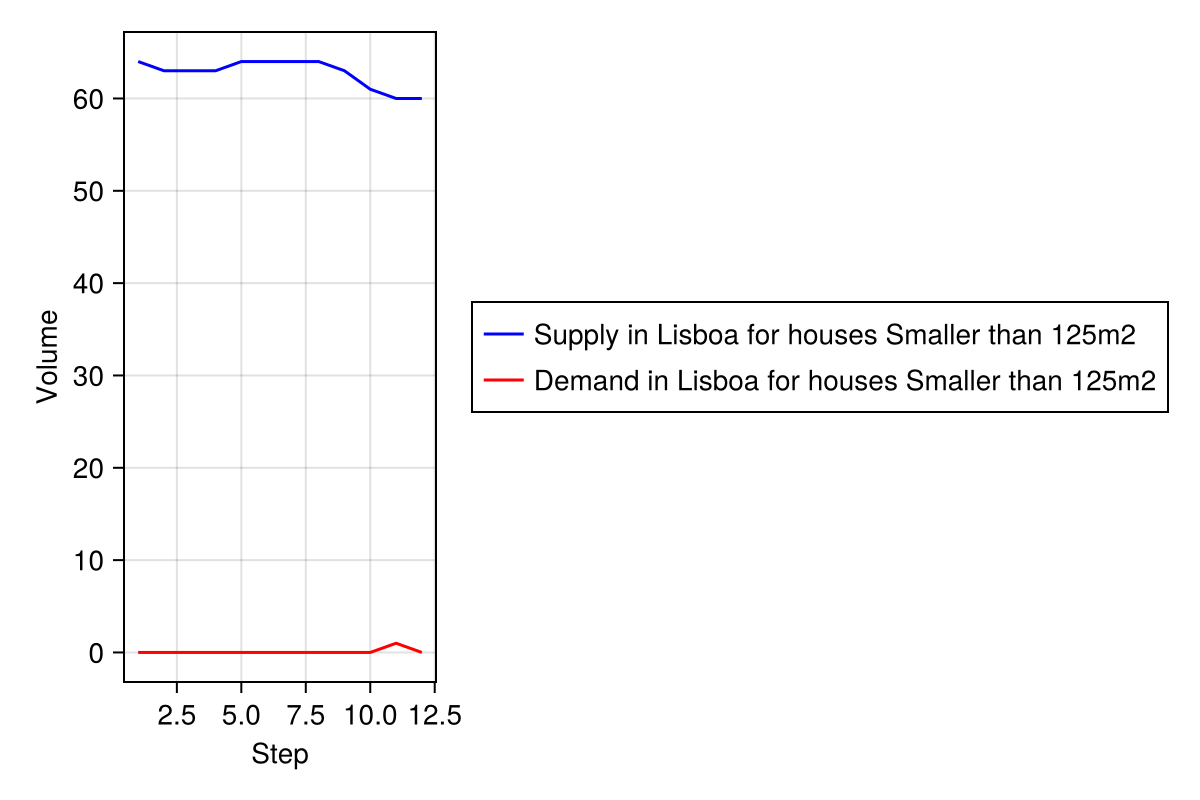 60
50
40
30
20
10
0
Volume
2.5 5.0 7.5 10.0 12.5
Step
Supply in Lisboa for houses Smaller than 125m2
Demand in Lisboa for houses Smaller than 125m2